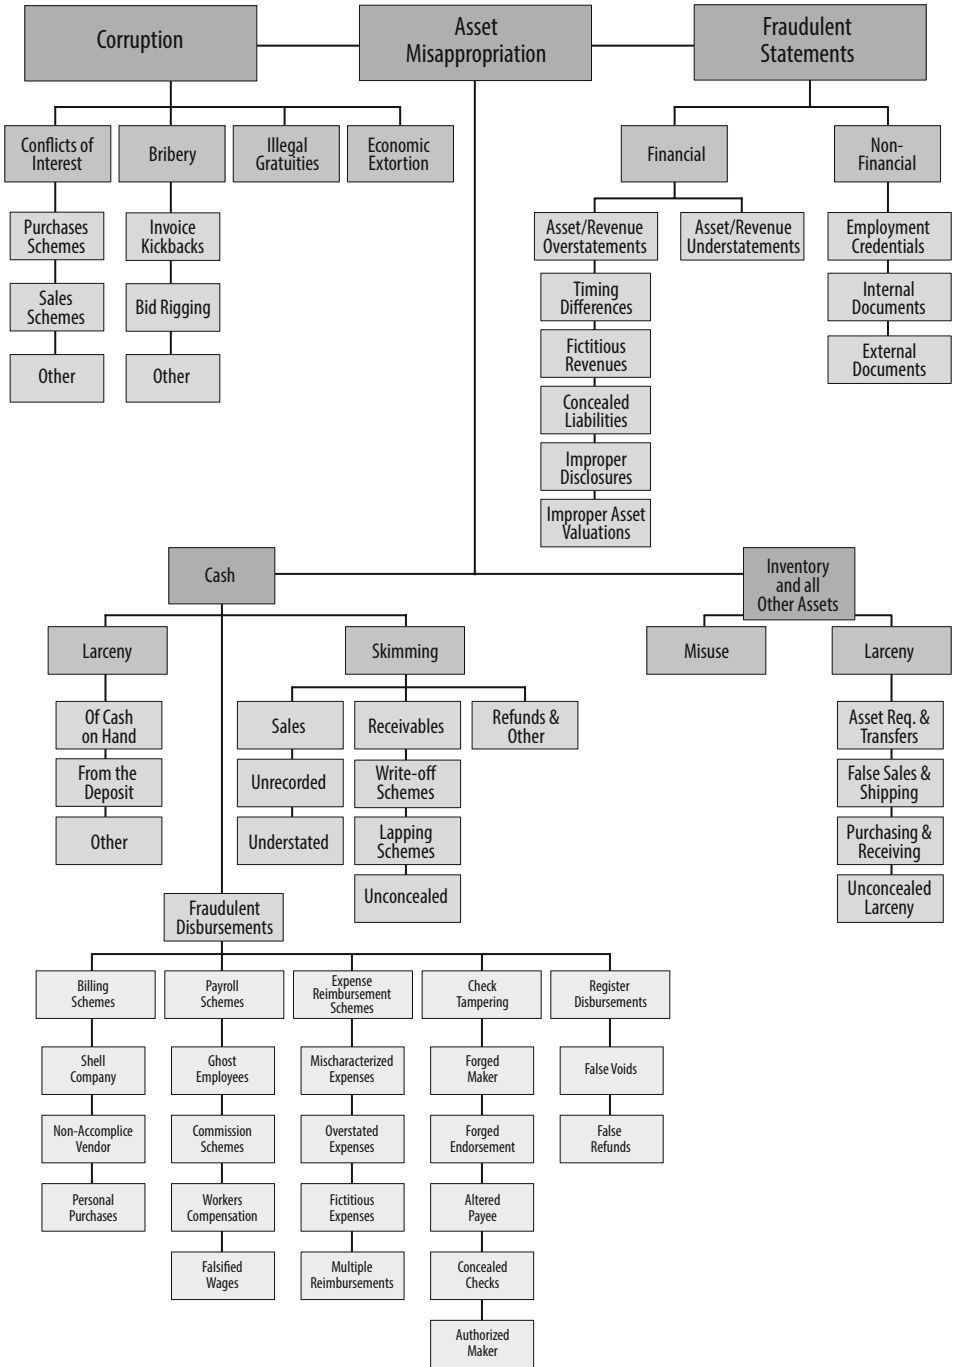 Corruption
Asset
Misappropriation
Fraudulent
Statements
Conflicts of
Interest
Bribery
Illegal
Gratuities
Economic
Extortion
Financial
Non-
Financial
Purchases
Schemes
Invoice
Kickbacks
Asset/Revenue
Overstatements
Asset/Revenue
Understatements
Employment
Credentials
Sales
Schemes
Bid Rigging
Timing
Differences
Internal
Documents
Other
Other
Fictitious
Revenues
External
Documents
Concealed
Liabilities
Improper
Disclosures
Improper Asset
Valuations
Cash
Inventory
and all
Other Assets
Larceny
Skimming
Misuse
Larceny
Of Cash
on Hand
Sales
Receivables
Refunds &
Other
Asset Req. &
Transfers
From the
Deposit
Unrecorded
Write-off
Schemes
False Sales &
Shipping
Other
Understated
Lapping
Schemes
Purchasing &
Receiving
Unconcealed
Unconcealed
Larceny
Fraudulent
Disbursements
Billing
Schemes
Payroll
Schemes
Expense
Reimbursement
Schemes
Check
Tampering
Register
Disbursements
Shell
Company
Ghost
Employees
Mischaracterized
Expenses
Forged
Maker
False Voids
Non-Accomplice
Vendor
Commission
Schemes
Overstated
Expenses
Forged
Endorsement
False
Refunds
Personal
Purchases
Workers
Compensation
Fictitious
Expenses
Altered
Payee
Falsified
Wages
Multiple
Reimbursements
Concealed
Checks
Authorized
Maker